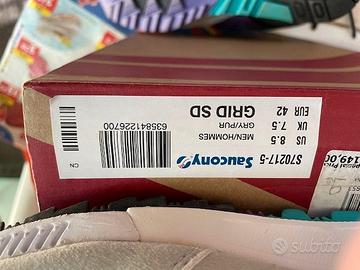 S70217-5
Saucony
MEN/HOMMES
GRY/PUR
GRID SD
US 8.5
UK 7.5
EUR 42
635841226700
CN
149,00
subito